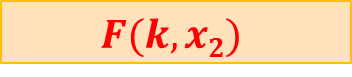 F(k, x₂)